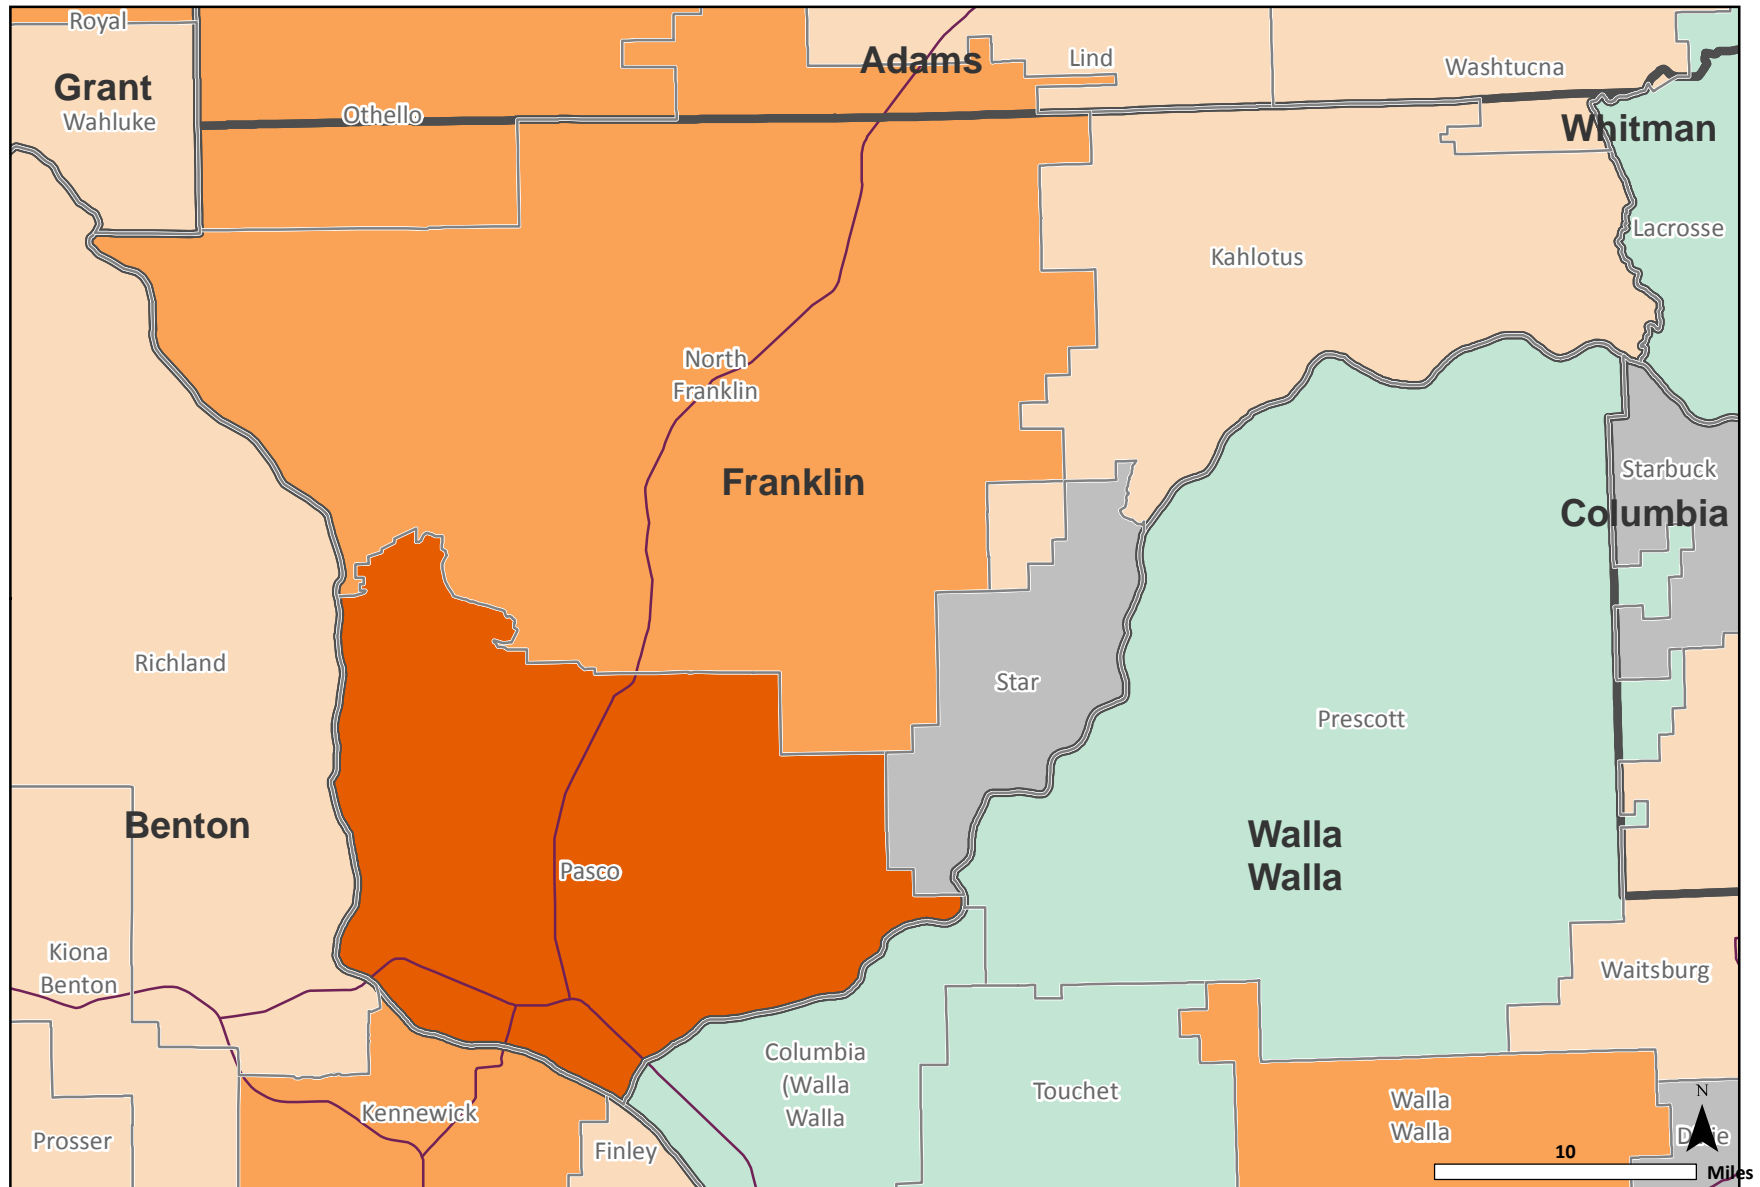 Royal
Adams
Lind
Washtucna
Grant
Wahluke
Othello
Whitman
Lacrosse
Kahlotus
North
Franklin
Franklin
Starbuck
Columbia
Richland
Star
Prescott
Benton
Walla
Walla
Pasco
Kiona
Benton
Waitsburg
Columbia
(Walla
Walla
Touchet
Kennewick
Walla
Walla
Prosser
Finley
N
10
Miles